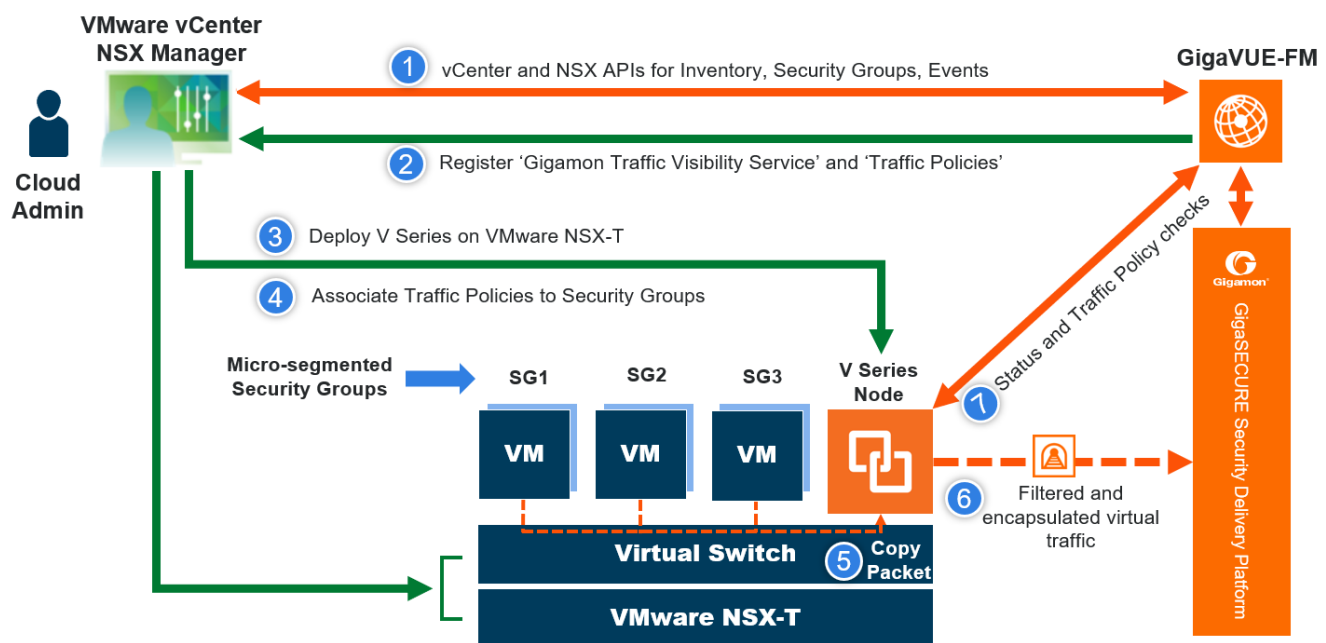 VMware vCenter
NSX Manager
Cloud
Admin
1 vCenter and NSX APIs for Inventory, Security Groups, Events
GigaVUE-FM
2 Register ‘Gigamon Traffic Visibility Service’ and ‘Traffic Policies’
3 Deploy V Series on VMware NSX-T
4 Associate Traffic Policies to Security Groups
Micro-segmented
Security Groups
SG1
SG2
SG3
V Series
Node
VM
VM
VM
7 Status and Traffic Policy checks
6 Filtered and
encapsulated virtual
traffic
Gigamon®
GigaSECURE Security Delivery Platform
Virtual Switch
5 Copy
Packet
VMware NSX-T